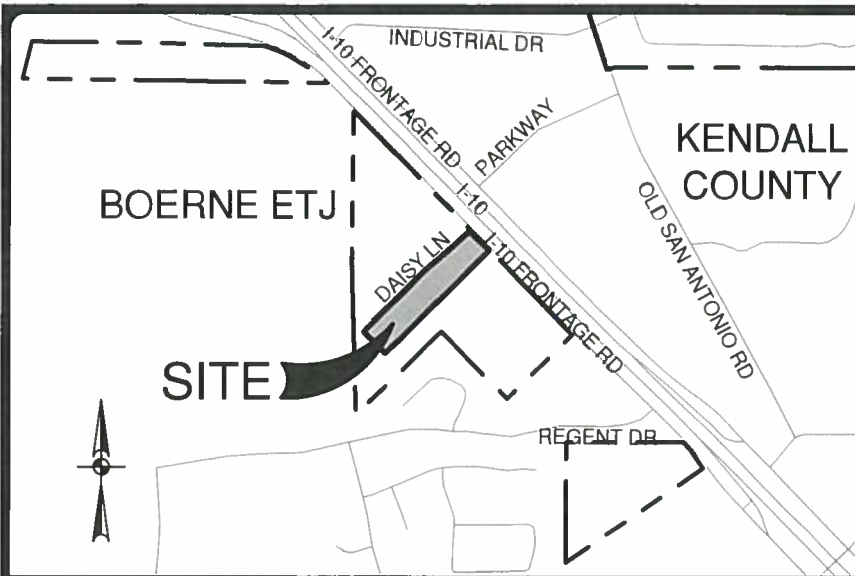 INDUSTRIAL DR
I-10 FRONTAGE RD
PARKWAY
KENDALL
COUNTY
I-10
BOERNE ETJ
OLD SAN ANTONIO RD
DAISY LN
I-10 FRONTAGE RD
SITE
REGENT DR